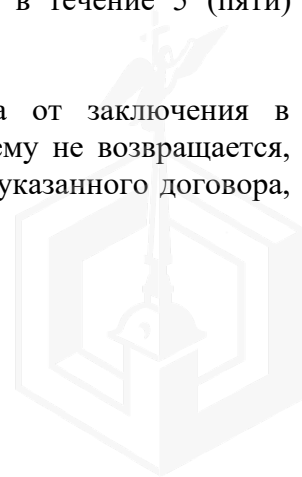 в течение 5 (пяти)
а от заключения в
ему не возвращается,
указанного договора,